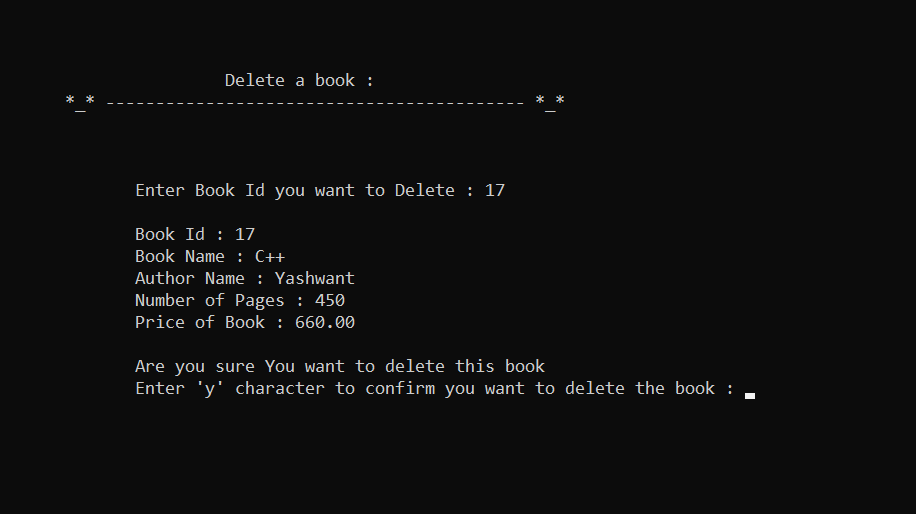 Delete a book :
*_* ------------------------------------------ *_*
Enter Book Id you want to Delete : 17
Book Id : 17
Book Name : C++
Author Name : Yashwant
Number of Pages : 450
Price of Book : 660.00
Are you sure You want to delete this book
Enter 'y' character to confirm you want to delete the book :